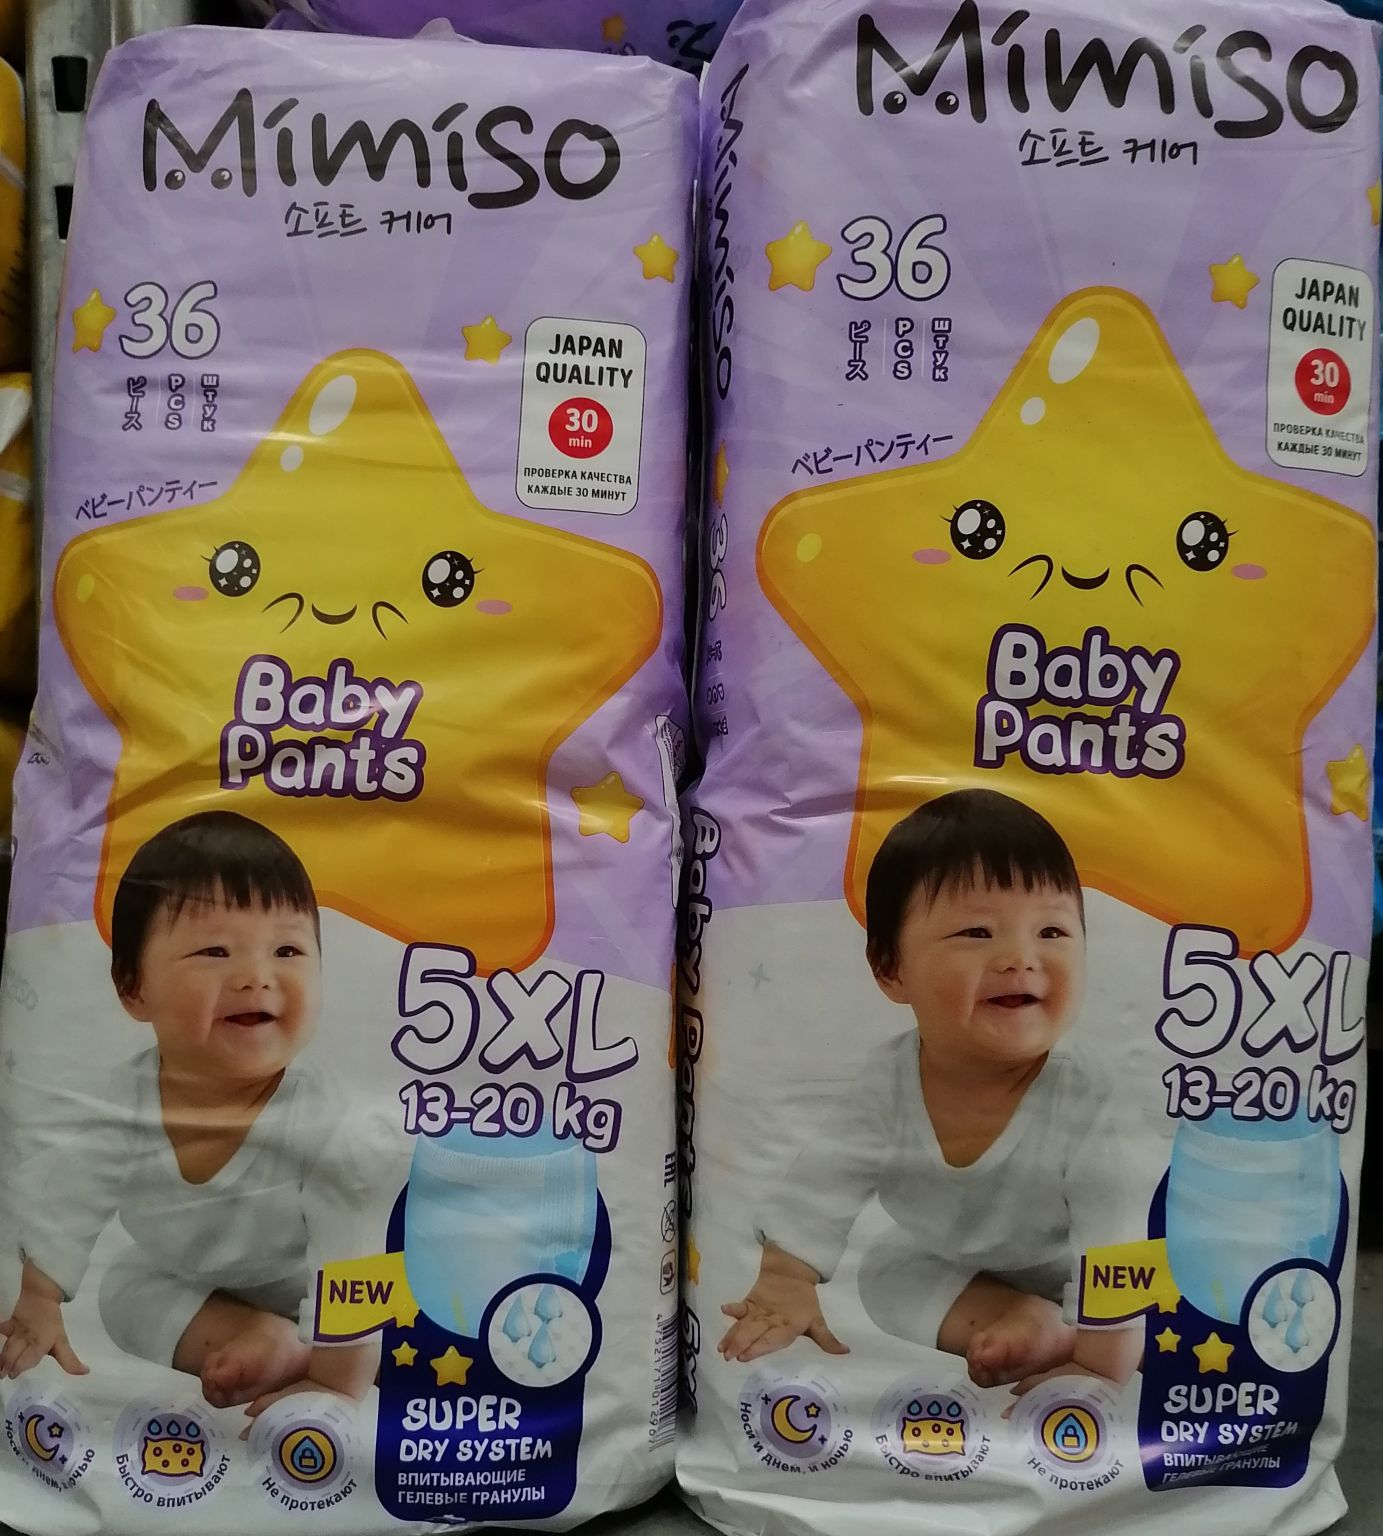 Mimiso
소프트 케어
36
ピース
PCS
ШТУК
JAPAN
QUALITY
30
min
ПРОВЕРКА КАЧЕСТВА
КАЖДЫЕ 30 МИНУТ
ベビーパンティー
Baby
Pants
5XL
13-20 kg
EAC
NEW
SUPER
DRY SYSTEM
ВПИТЫВАЮЩИЕ
ГЕЛЕВЫЕ ГРАНУЛЫ
Быстро впитывают
Не протекают
Mimiso
소프트 케어
36
ピース
PCS
ШТУК
JAPAN
QUALITY
30
min
ПРОВЕРКА КАЧЕСТВА
КАЖДЫЕ 30 МИНУТ
ベビーパンティー
Baby
Pants
5XL
13-20 kg
NEW
SUPER
DRY SYSTEM
ВПИТЫВАЮЩИЕ
ГЕЛЕВЫЕ ГРАНУЛЫ
Носи и днем, и ночью
Быстро впитывают
Не протекают
Mimiso
36
Baby Pants